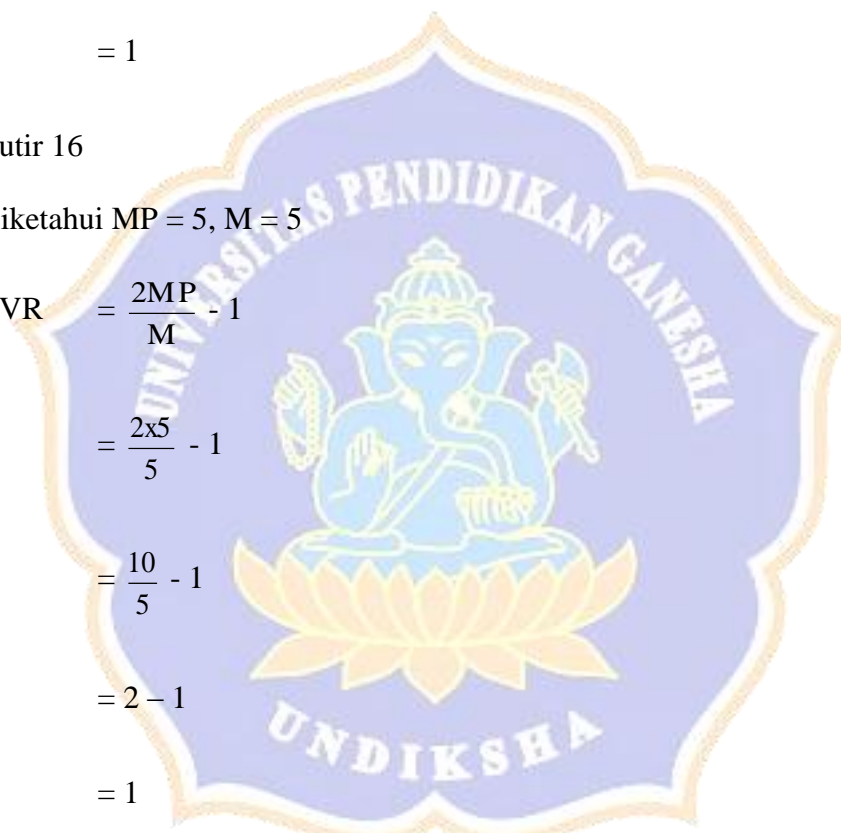 = 1
utir 16
iketahui MP = 5, M = 5
VR = 2MP/M - 1
= 2x5/5 - 1
= 10/5 - 1
= 2 – 1
= 1
UNIVERSITAS PENDIDIKAN GANESHA
UNDIKSHA